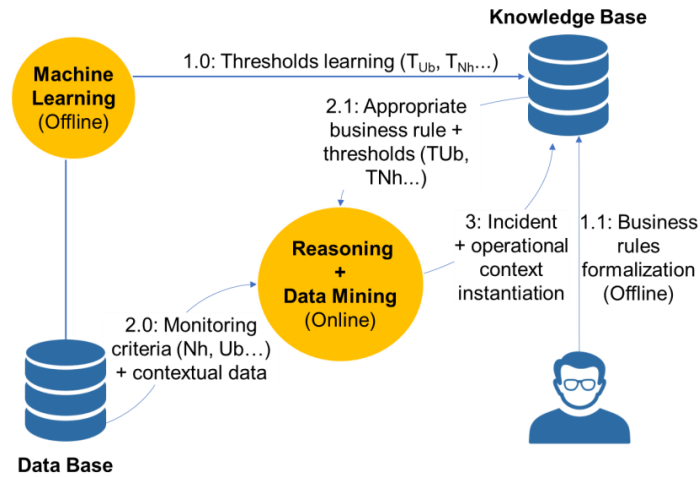 Knowledge Base
Machine
Learning
(Offline)
1.0: Thresholds learning (TUb, TNh...)
2.1: Appropriate
business rule +
thresholds (TUb,
TNh...)
Reasoning
+
Data Mining
(Online)
3: Incident
+ operational
context
instantiation
1.1: Business
rules
formalization
(Offline)
2.0: Monitoring
criteria (Nh, Ub...)
+ contextual data
Data Base